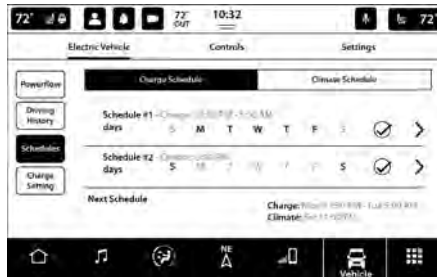 72° 72° OUT 10:32 72
Electric Vehicle Controls Settings
Powerflow
Charge Schedule Climate Schedule
Driving History
Schedule #1 -
days S M T W T F S
Schedules
Schedule #2 -
days S M T W T F S
Charge Setting
Next Schedule Charge:
Climate:
NE
A
Vehicle